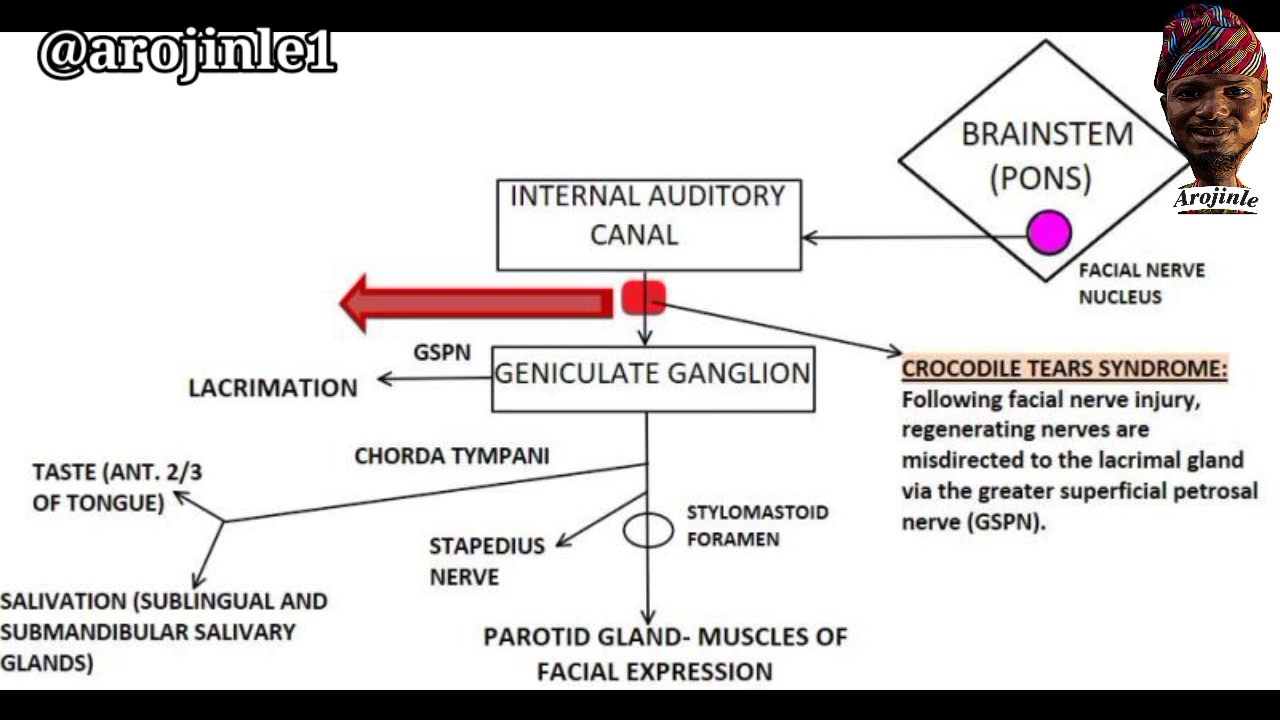 @arojinle1
BRAINSTEM
(PONS)
Arojinle
INTERNAL AUDITORY
CANAL
FACIAL NERVE
NUCLEUS
GSPN
LACRIMATION
GENICULATE GANGLION
CROCODILE TEARS SYNDROME:
Following facial nerve injury,
regenerating nerves are
misdirected to the lacrimal gland
via the greater superficial petrosal
nerve (GSPN).
CHORDA TYMPANI
TASTE (ANT. 2/3
OF TONGUE)
STYLOMASTOID
FORAMEN
STAPEDIUS
NERVE
SALIVATION (SUBLINGUAL AND
SUBMANDIBULAR SALIVARY
GLANDS)
PAROTID GLAND- MUSCLES OF
FACIAL EXPRESSION